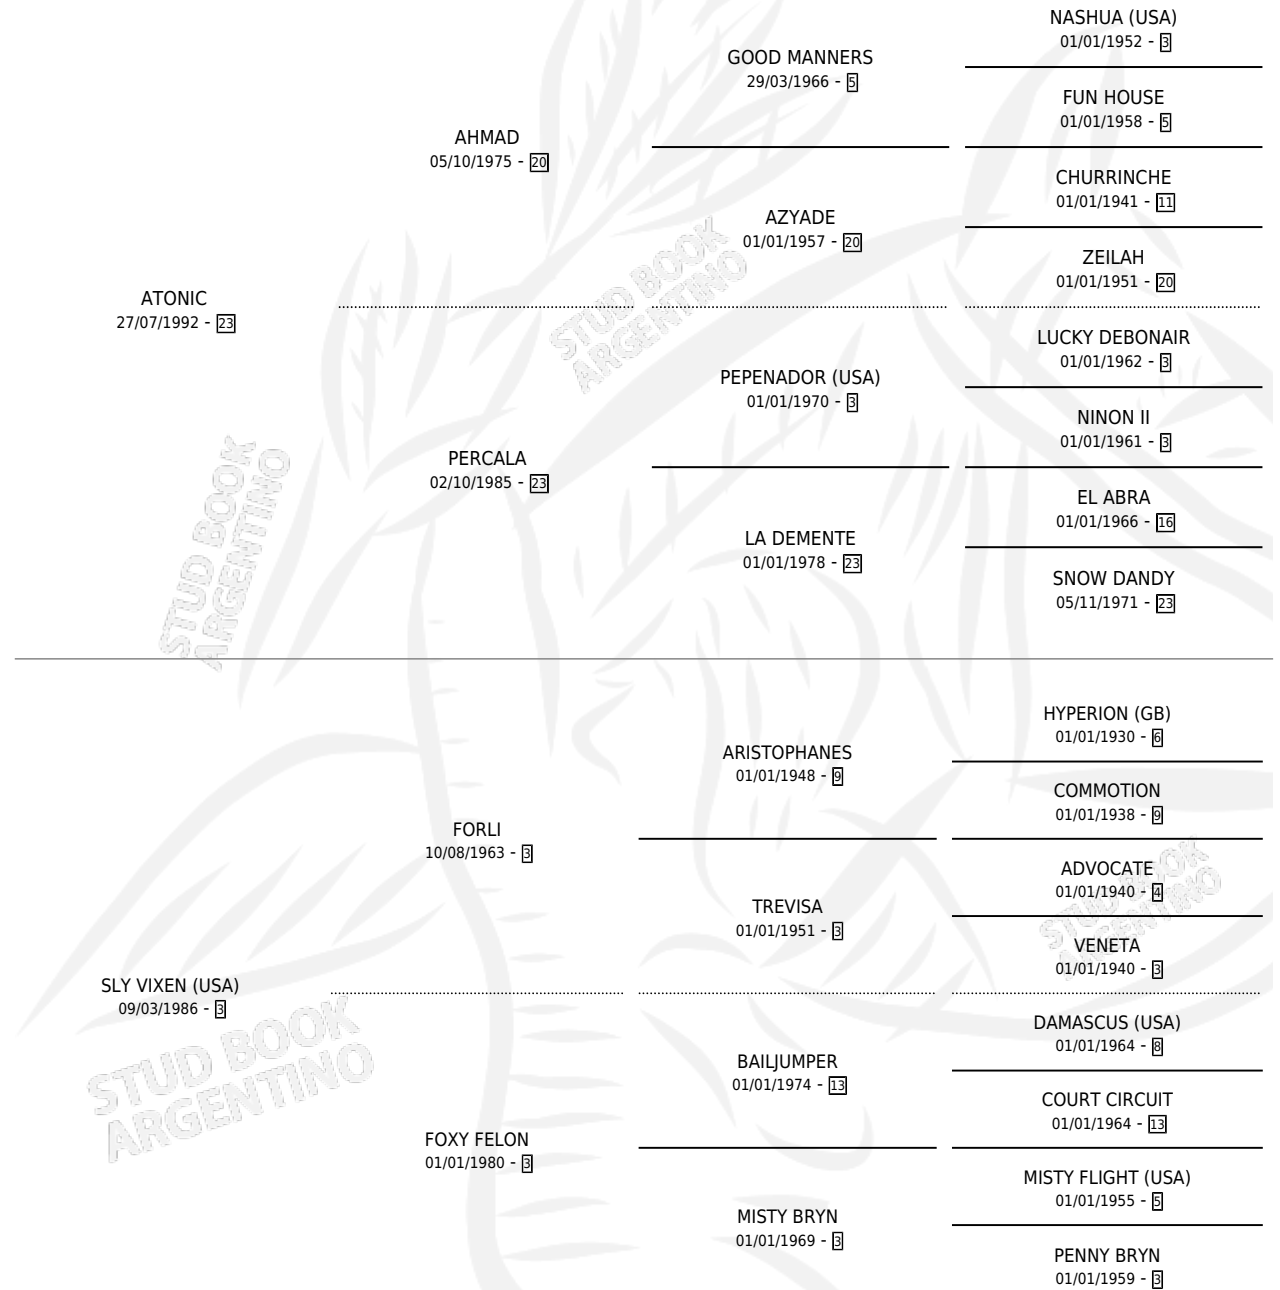 NASHUA (USA)
01/01/1952 - 3
GOOD MANNERS
29/03/1966 - 5
FUN HOUSE
01/01/1958 - 5
AHMAD
05/10/1975 - 20
CHURRINCHE
01/01/1941 - 11
AZYADE
01/01/1957 - 20
ZEILAH
01/01/1951 - 20
ATONIC
27/07/1992 - 23
LUCKY DEBONAIR
01/01/1962 - 3
PEPENADOR (USA)
01/01/1970 - 3
NINON II
01/01/1961 - 3
PERCALA
02/10/1985 - 23
EL ABRA
01/01/1966 - 16
LA DEMENTE
01/01/1978 - 23
SNOW DANDY
05/11/1971 - 23
HYPERION (GB)
01/01/1930 - 6
ARISTOPHANES
01/01/1948 - 9
COMMOTION
01/01/1938 - 9
FORLI
10/08/1963 - 3
ADVOCATE
01/01/1940 - 4
TREVISA
01/01/1951 - 3
VENETA
01/01/1940 - 3
SLY VIXEN (USA)
09/03/1986 - 3
DAMASCUS (USA)
01/01/1964 - 8
BAILJUMPER
01/01/1974 - 13
COURT CIRCUIT
01/01/1964 - 13
FOXY FELON
01/01/1980 - 3
MISTY FLIGHT (USA)
01/01/1955 - 5
MISTY BRYN
01/01/1969 - 3
PENNY BRYN
01/01/1959 - 3
STUD BOOK
ARGENTINO
STUD BOOK
ARGENTINO
STUD BOOK
ARGENTINO
STUD BOOK
ARGENTINO